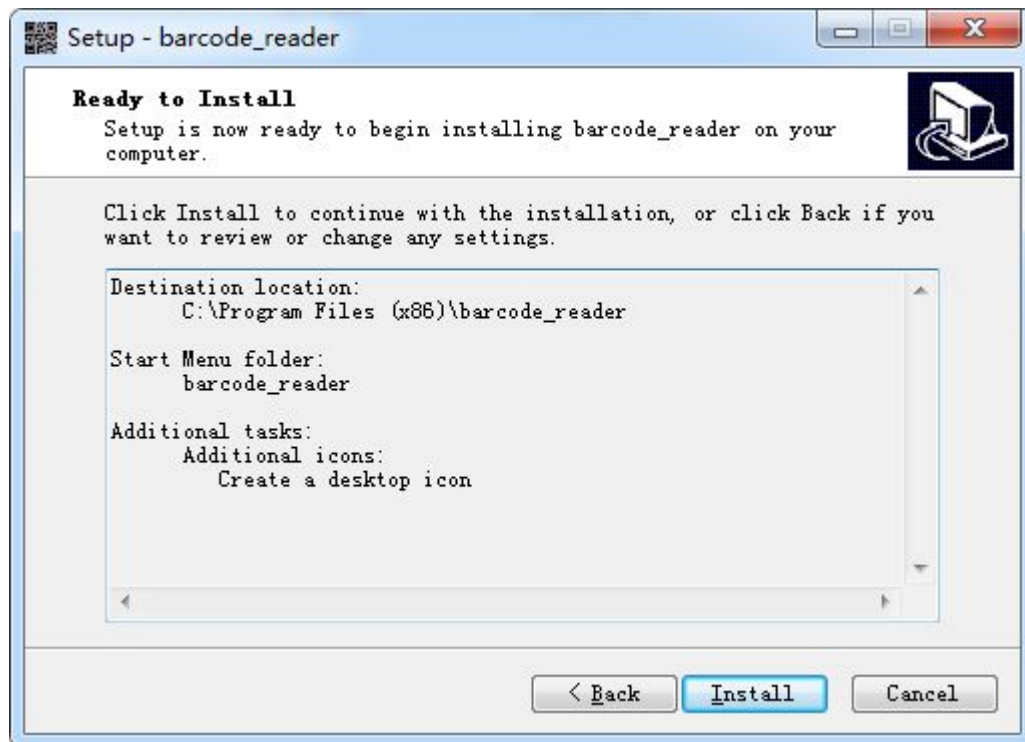 Setup - barcode_reader
Ready to Install
Setup is now ready to begin installing barcode_reader on your
computer.
Click Install to continue with the installation, or click Back if you
want to review or change any settings.
Destination location:
C:\Program Files (x86)\barcode_reader
Start Menu folder:
barcode_reader
Additional tasks:
Additional icons:
Create a desktop icon
< Back Install Cancel